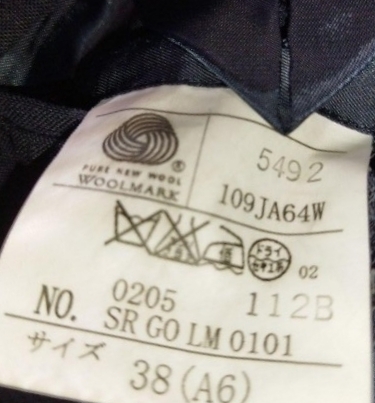 5492
PURE NEW WOOL
WOOLMARK
109JA64W
ドライ
02
NO. 0205 112B
SR GO LM 0101
サイズ
38(A6)